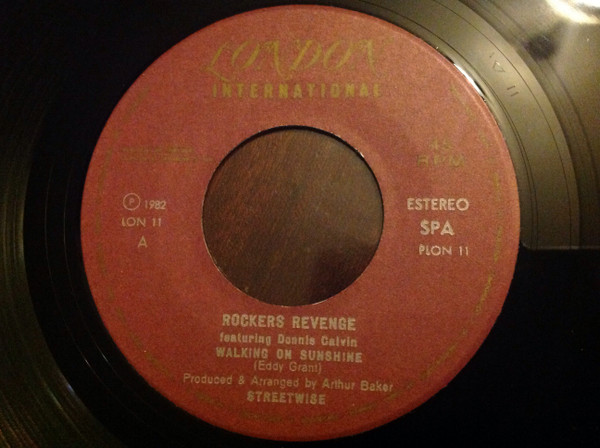 LONDON
INTERNATIONAL
45
RPM
Ⓟ 1982
LON 11
A
ESTEREO
SPA
PLON 11
ROCKERS REVENGE
featuring Donnie Calvin
WALKING ON SUNSHINE
(Eddy Grant)
Produced & Arranged by Arthur Baker
STREETWISE